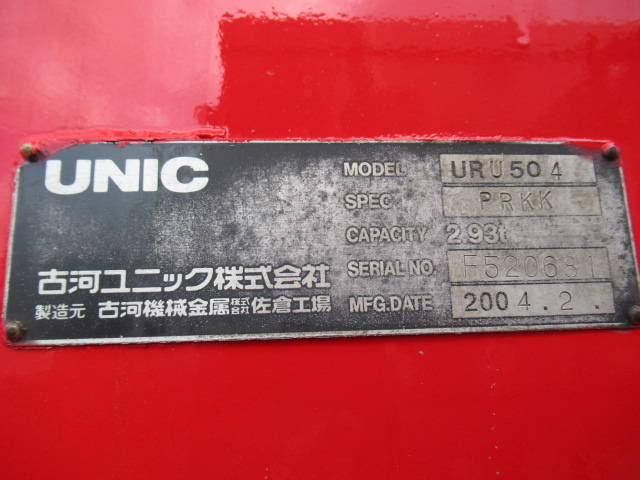 UNIC
MODEL URU504
SPEC. PRKK
CAPACITY 2.93t
SERIAL NO. F520631
MFG.DATE 2004.2.
古河ユニック株式会社
製造元 古河機械金属株式会社佐倉工場